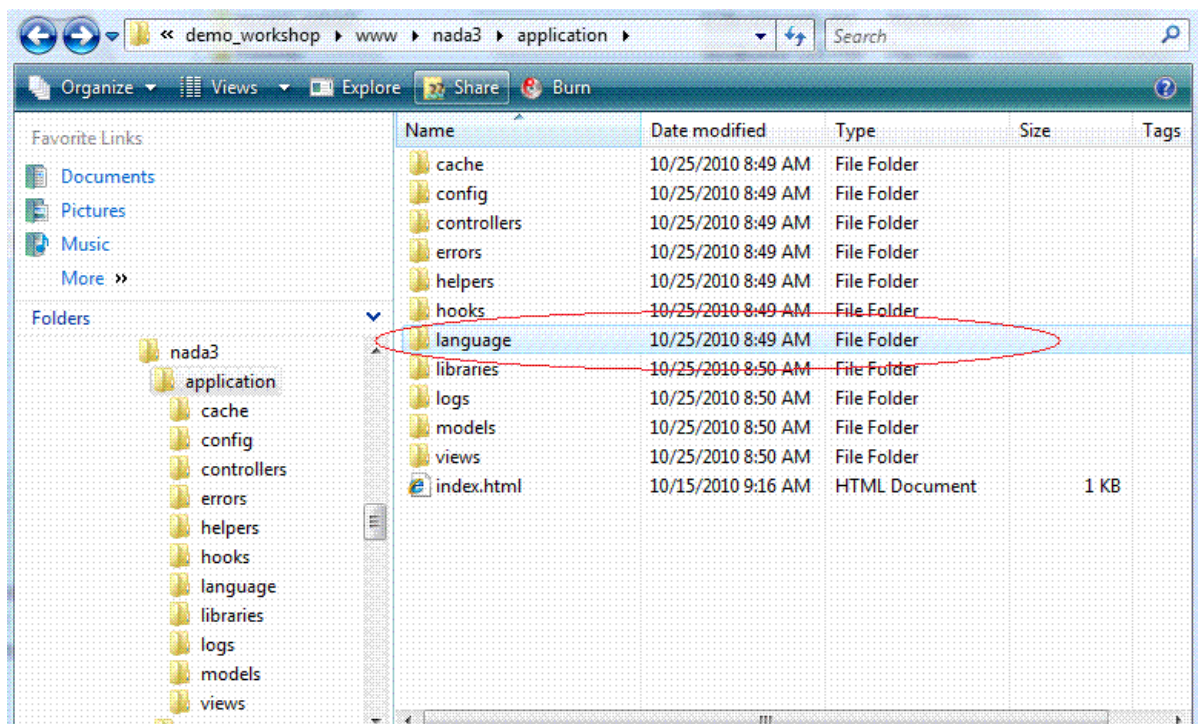 « demo_workshop ▸ www ▸ nada3 ▸ application ▸ Search
Organize Views Explore Share Burn
Favorite Links
Documents
Pictures
Music
More »
Folders
nada3
application
cache
config
controllers
errors
helpers
hooks
language
libraries
logs
models
views
Name Date modified Type Size Tags
cache 10/25/2010 8:49 AM File Folder
config 10/25/2010 8:49 AM File Folder
controllers 10/25/2010 8:49 AM File Folder
errors 10/25/2010 8:49 AM File Folder
helpers 10/25/2010 8:49 AM File Folder
hooks 10/25/2010 8:49 AM File Folder
language 10/25/2010 8:49 AM File Folder
libraries 10/25/2010 8:50 AM File Folder
logs 10/25/2010 8:50 AM File Folder
models 10/25/2010 8:50 AM File Folder
views 10/25/2010 8:50 AM File Folder
index.html 10/15/2010 9:16 AM HTML Document 1 KB